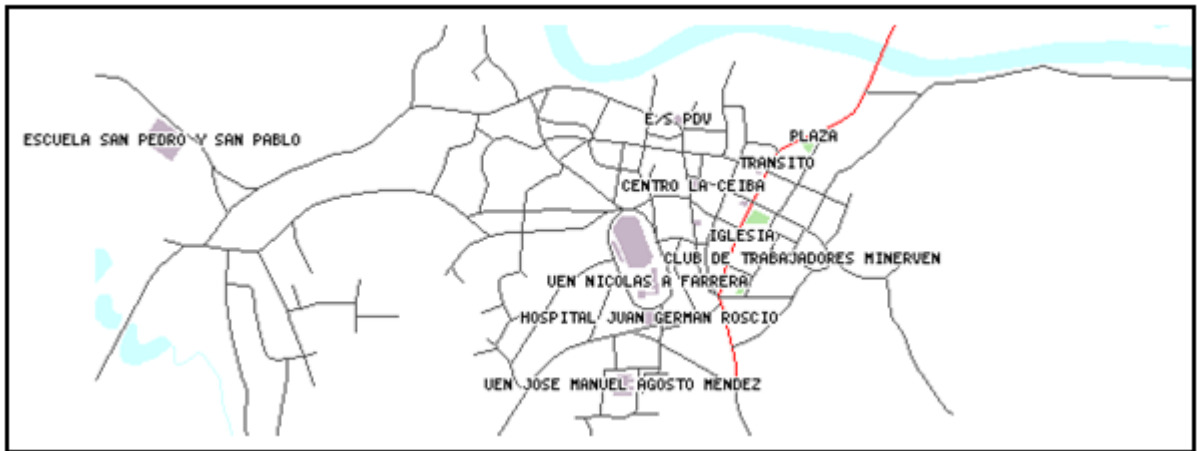 E/S PDV
PLAZA
ESCUELA SAN PEDRO Y SAN PABLO
TRANSITO
CENTRO LA CEIBA
IGLESIA
CLUB DE TRABAJADORES MINERVEN
UEN NICOLAS A FARRERA
HOSPITAL JUAN GERMAN ROSCIO
UEN JOSE MANUEL AGOSTO MENDEZ